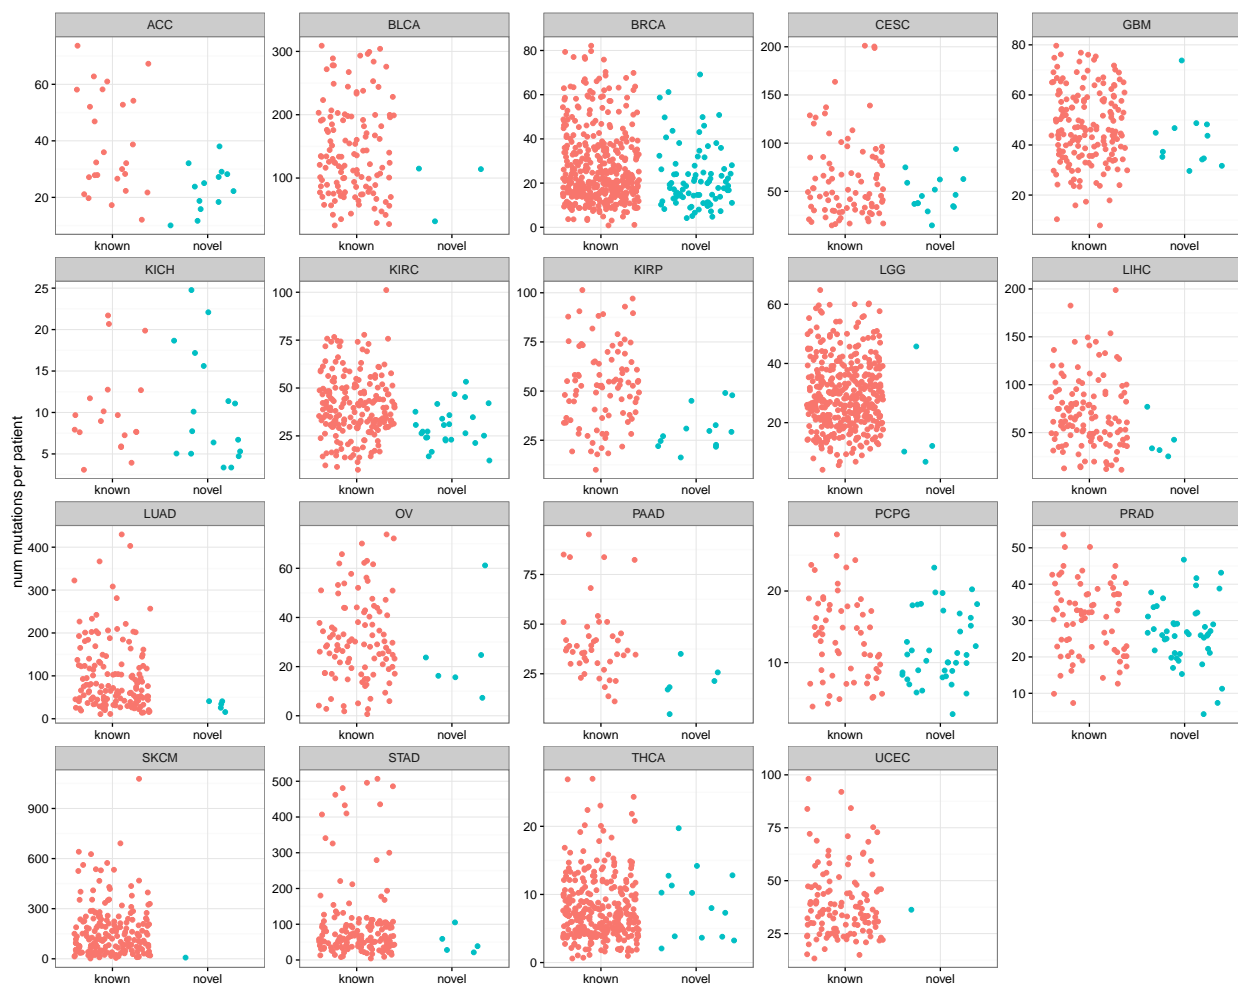 num mutations per patient
ACC
60
40
20
known novel
BLCA
300
200
100
known novel
BRCA
80
60
40
20
0
known novel
CESC
200
150
100
50
known novel
GBM
80
60
40
20
known novel
KICH
25
20
15
10
5
known novel
KIRC
100
75
50
25
known novel
KIRP
100
75
50
25
known novel
LGG
60
40
20
known novel
LIHC
200
150
100
50
known novel
LUAD
400
300
200
100
0
known novel
OV
60
40
20
0
known novel
PAAD
75
50
25
known novel
PCPG
20
10
known novel
PRAD
50
40
30
20
10
known novel
SKCM
900
600
300
0
known novel
STAD
500
400
300
200
100
0
known novel
THCA
20
10
0
known novel
UCEC
100
75
50
25
known novel